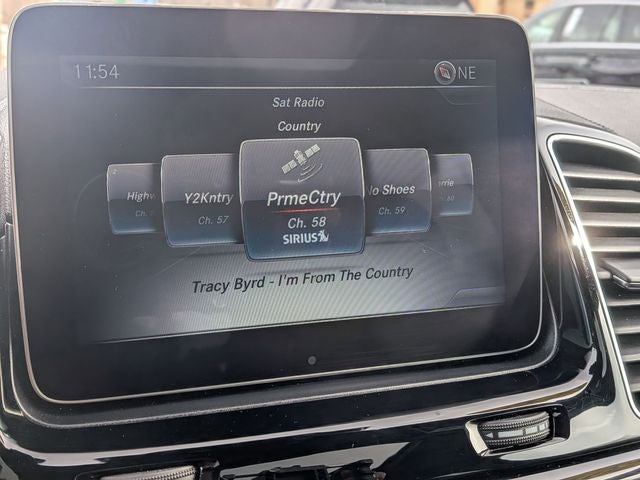 11:54
NE
Sat Radio
Country
Highw
Y2Kntry
Ch. 57
PrmeCtry
Ch. 58
SIRIUS
No Shoes
Ch. 59
Tracy Byrd - I'm From The Country